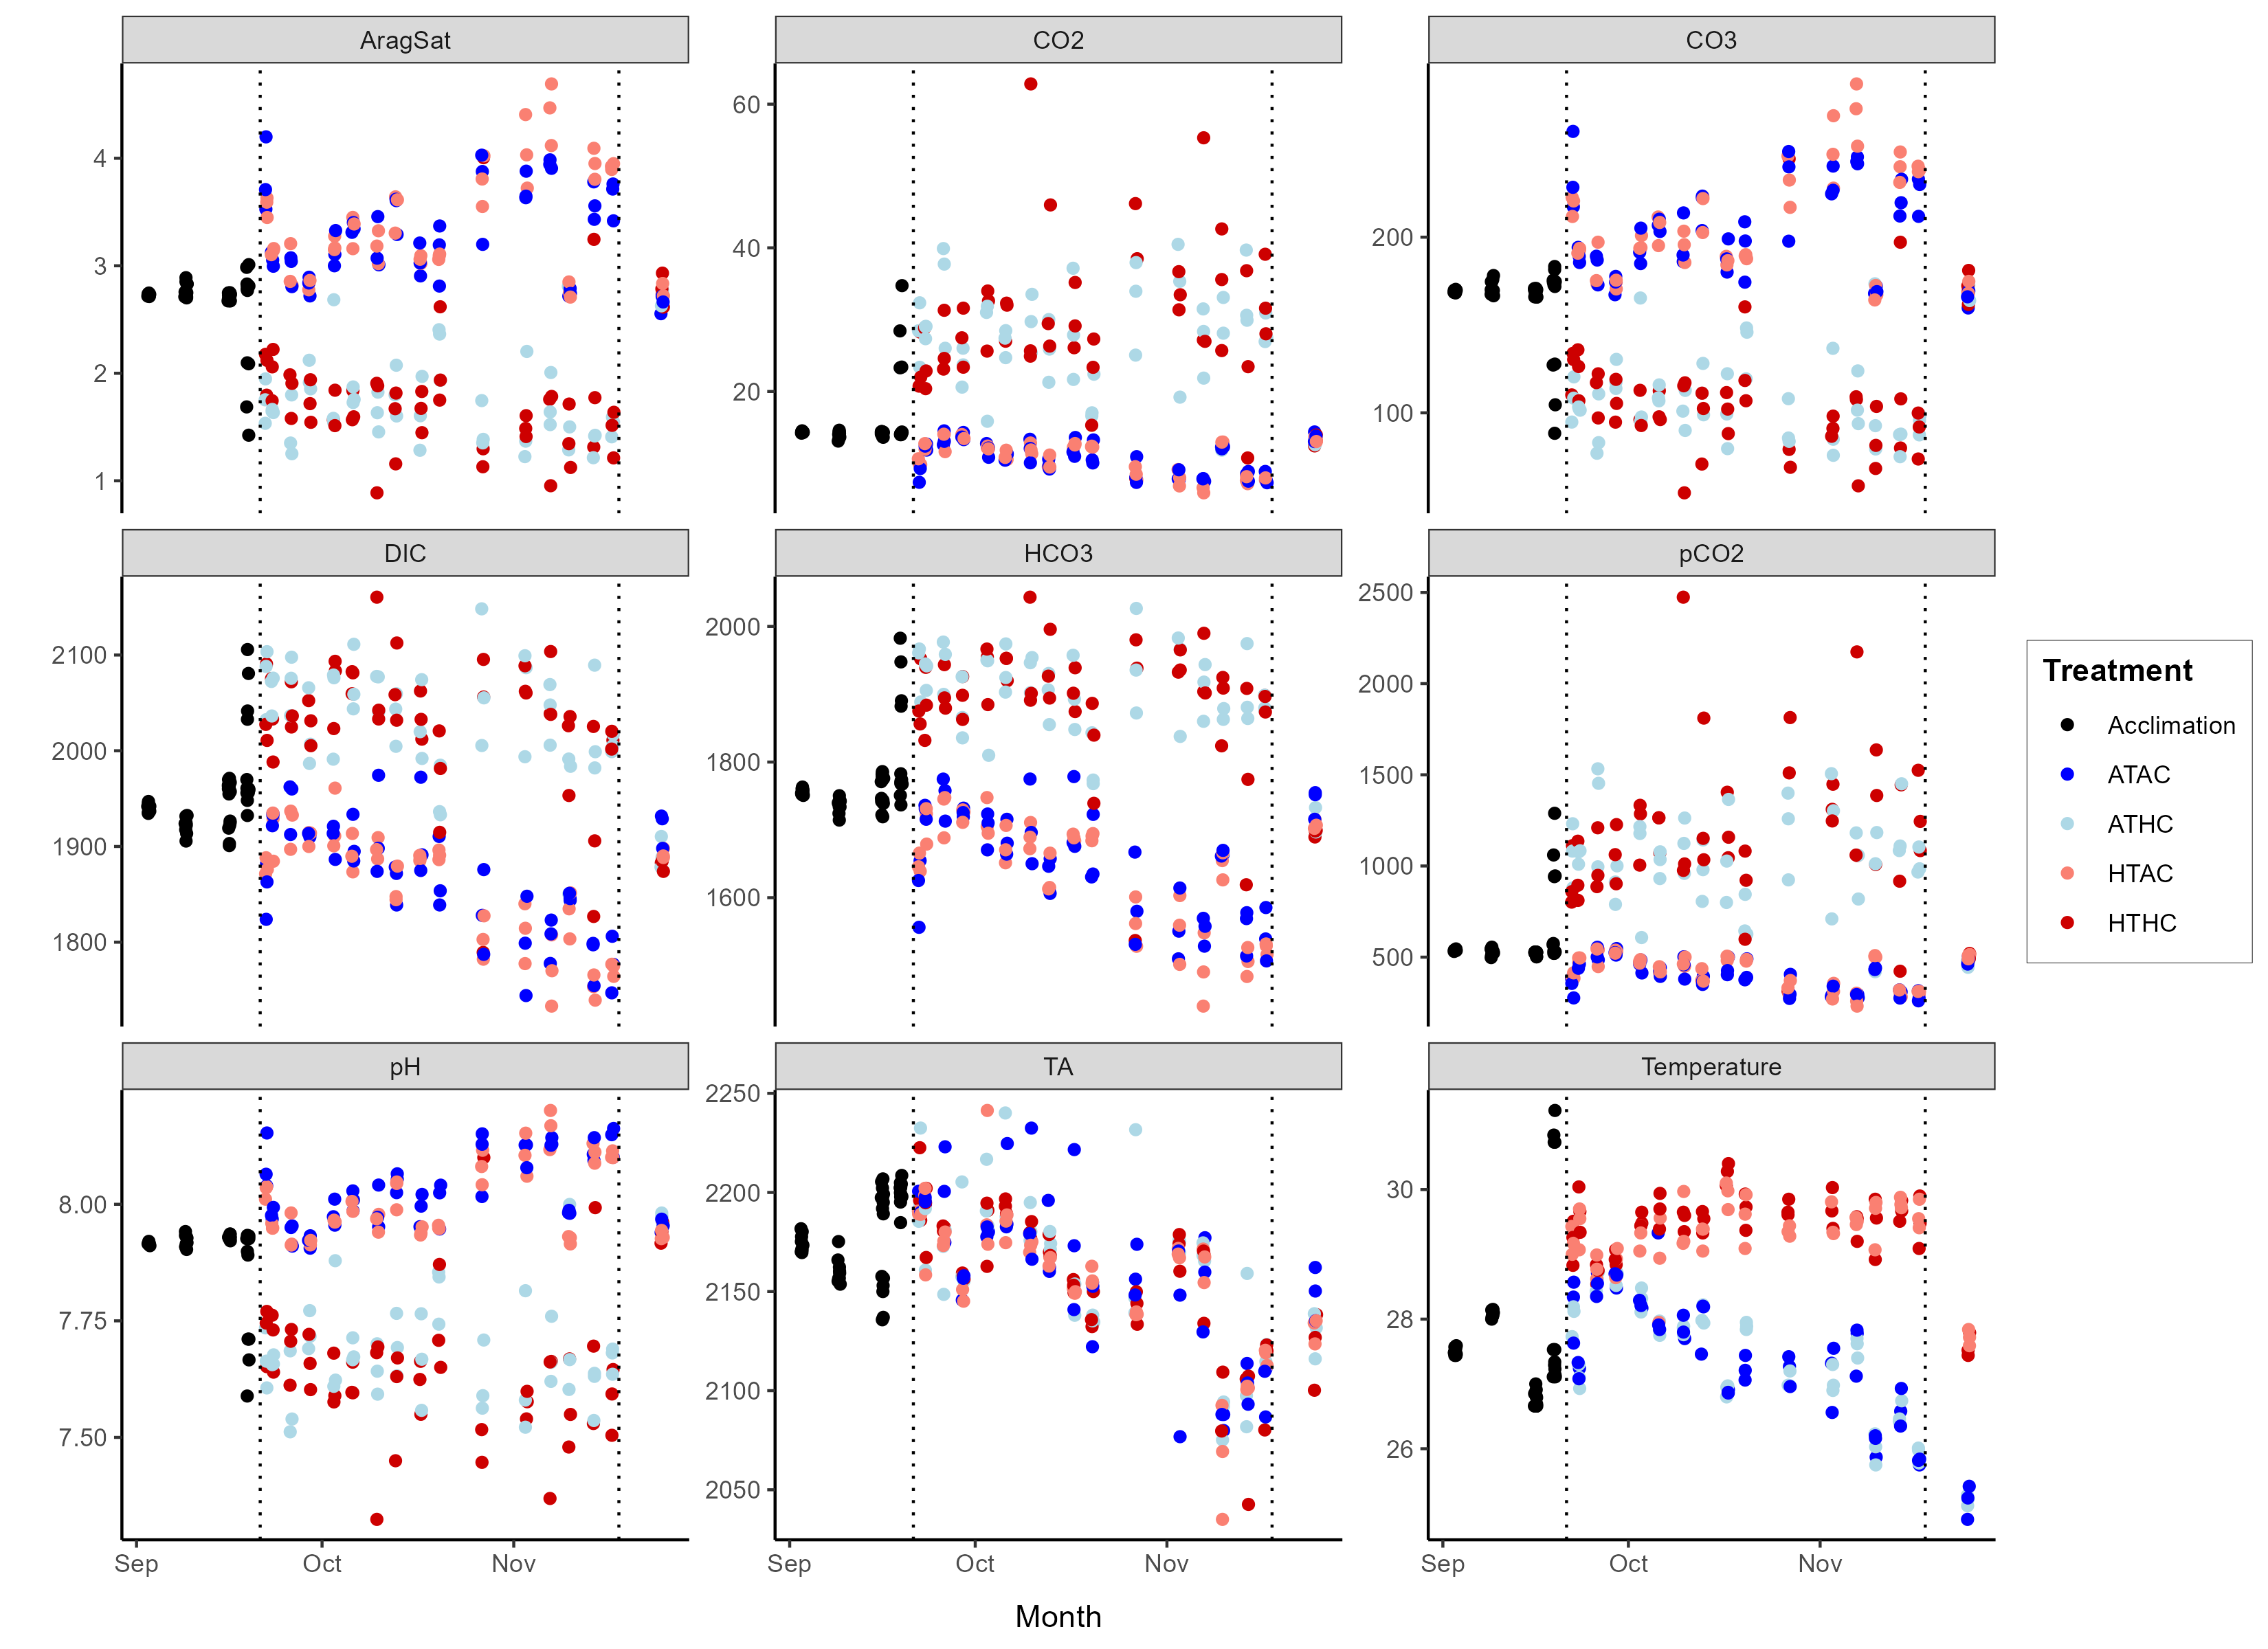 AragSat CO2 CO3
4
3
2
1
60
40
20
200
100
DIC HCO3 pCO2
2100
2000
1900
1800
2000
1800
1600
2500
2000
1500
1000
500
pH TA Temperature
8.00
7.75
7.50
2250
2200
2150
2100
2050
30
28
26
Sep Oct Nov Sep Oct Nov Sep Oct Nov
Month
Treatment
Acclimation
ATAC
ATHC
HTAC
HTHC